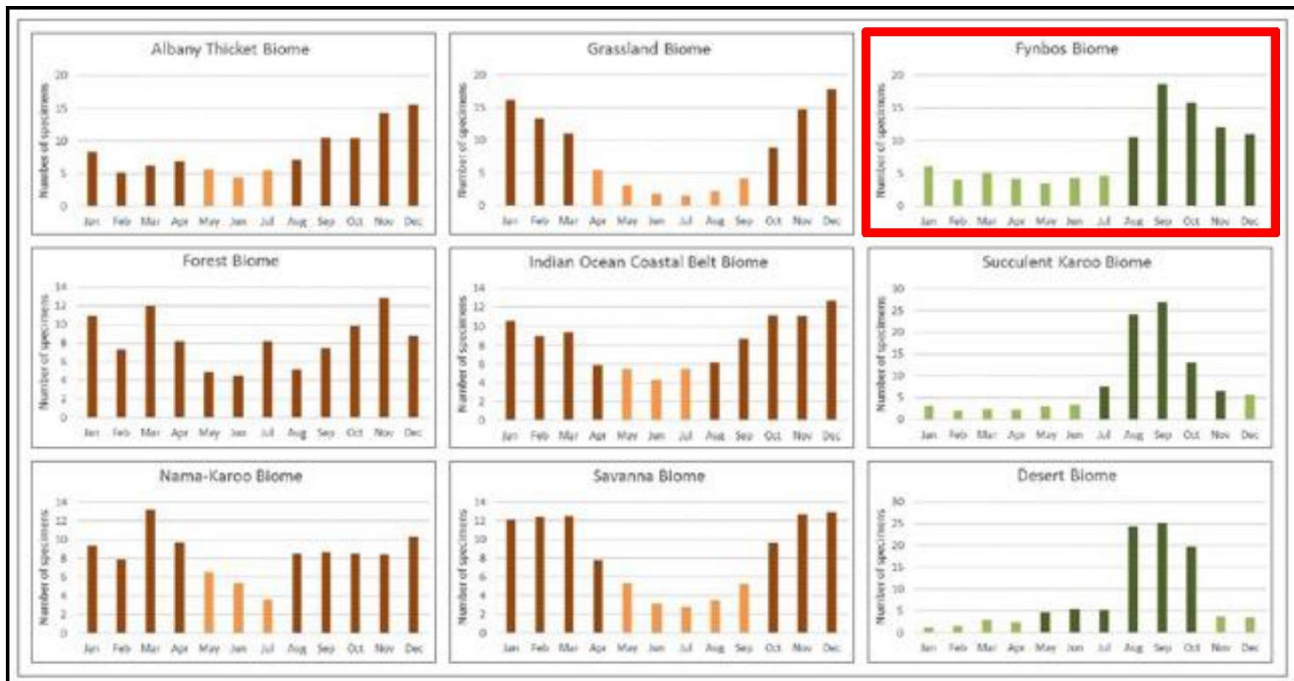 Albany Thicket Biome
Number of specimens
20
15
10
5
0
Jan Feb Mar Apr May Jun Jul Aug Sep Oct Nov Dec
Grassland Biome
Number of specimens
20
15
10
5
0
Jan Feb Mar Apr May Jun Jul Aug Sep Oct Nov Dec
Fynbos Biome
Number of specimens
20
15
10
5
0
Jan Feb Mar Apr May Jun Jul Aug Sep Oct Nov Dec
Forest Biome
Number of specimens
14
12
10
8
6
4
2
0
Jan Feb Mar Apr May Jun Jul Aug Sep Oct Nov Dec
Indian Ocean Coastal Belt Biome
Number of specimens
14
12
10
8
6
4
2
0
Jan Feb Mar Apr May Jun Jul Aug Sep Oct Nov Dec
Succulent Karoo Biome
Number of specimens
30
25
20
15
10
5
0
Jan Feb Mar Apr May Jun Jul Aug Sep Oct Nov Dec
Nama-Karoo Biome
Number of specimens
14
12
10
8
6
4
2
0
Jan Feb Mar Apr May Jun Jul Aug Sep Oct Nov Dec
Savanna Biome
Number of specimens
14
12
10
8
6
4
2
0
Jan Feb Mar Apr May Jun Jul Aug Sep Oct Nov Dec
Desert Biome
Number of specimens
30
25
20
15
10
5
0
Jan Feb Mar Apr May Jun Jul Aug Sep Oct Nov Dec